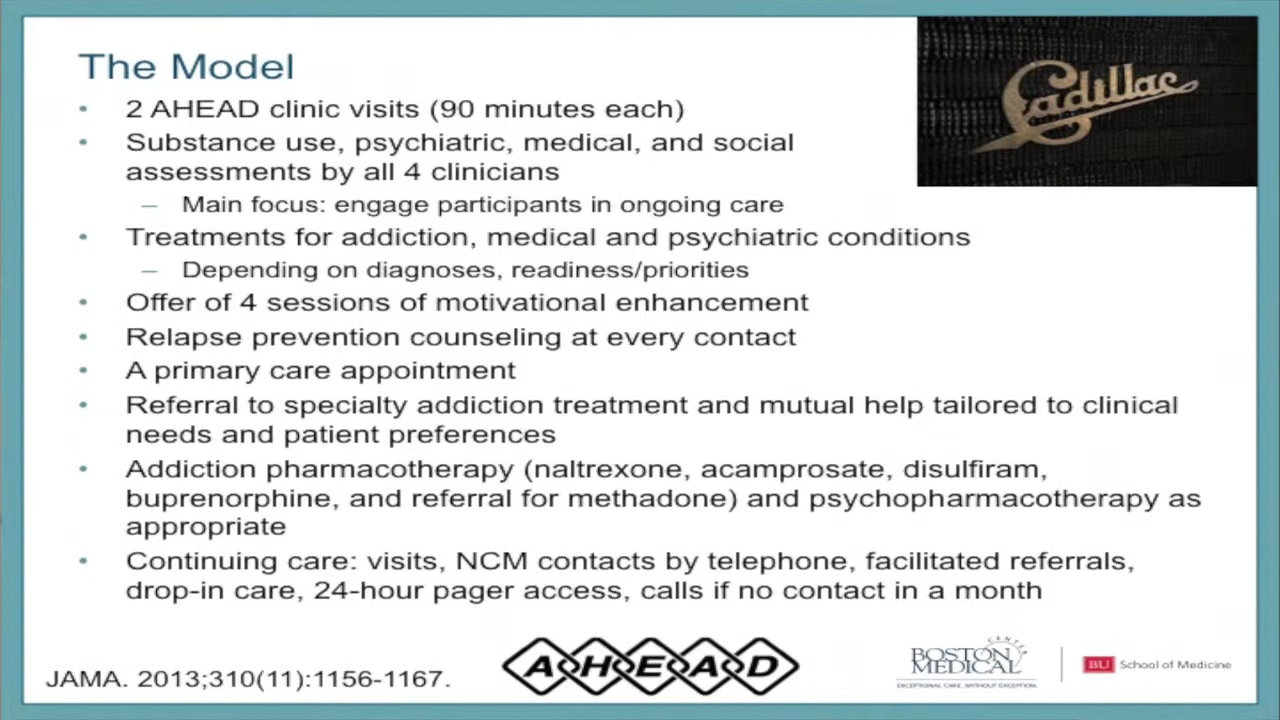 The Model
Cadillac
• 2 AHEAD clinic visits (90 minutes each)
• Substance use, psychiatric, medical, and social
assessments by all 4 clinicians
– Main focus: engage participants in ongoing care
• Treatments for addiction, medical and psychiatric conditions
– Depending on diagnoses, readiness/priorities
• Offer of 4 sessions of motivational enhancement
• Relapse prevention counseling at every contact
• A primary care appointment
• Referral to specialty addiction treatment and mutual help tailored to clinical
needs and patient preferences
• Addiction pharmacotherapy (naltrexone, acamprosate, disulfiram,
buprenorphine, and referral for methadone) and psychopharmacotherapy as
appropriate
• Continuing care: visits, NCM contacts by telephone, facilitated referrals,
drop-in care, 24-hour pager access, calls if no contact in a month
JAMA. 2013;310(11):1156-1167.
AHEAD
BOSTON
MEDICAL
CENTER
EXCEPTIONAL CARE. WITHOUT EXCEPTION.
BU School of Medicine